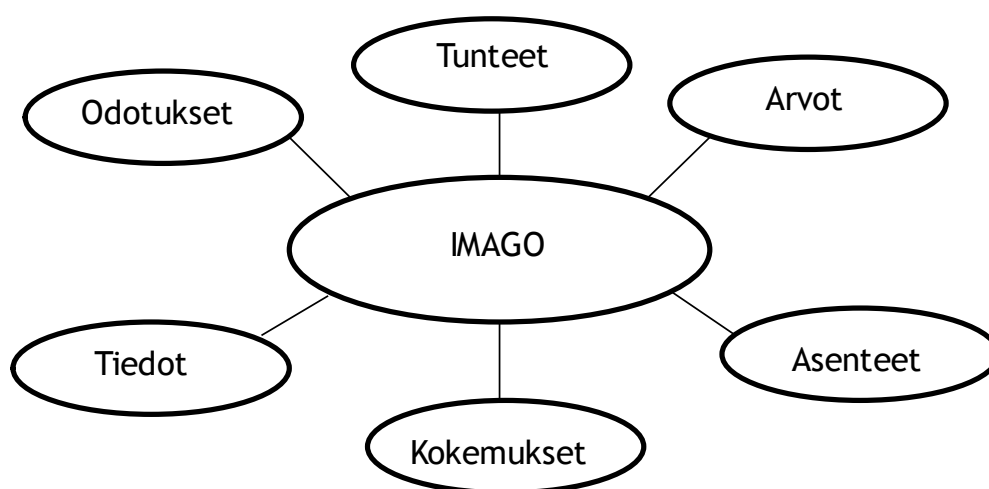 Tunteet
Odotukset
Arvot
IMAGO
Tiedot
Asenteet
Kokemukset